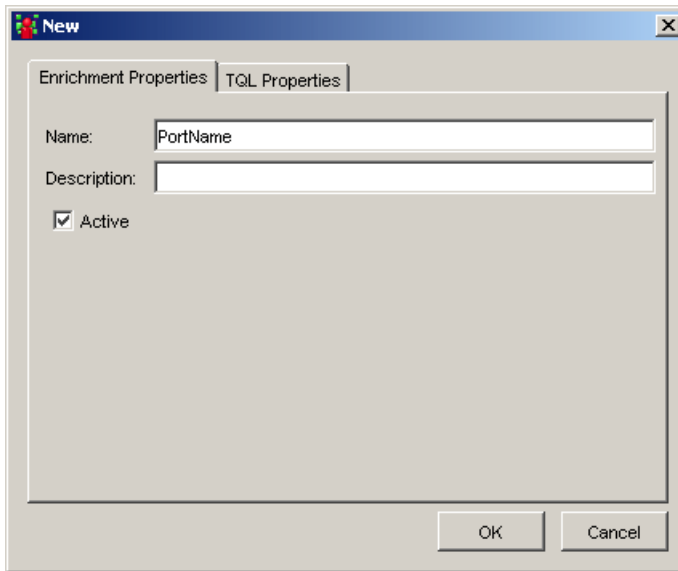 New
Enrichment Properties TQL Properties
Name: PortName
Description:
Active
OK Cancel